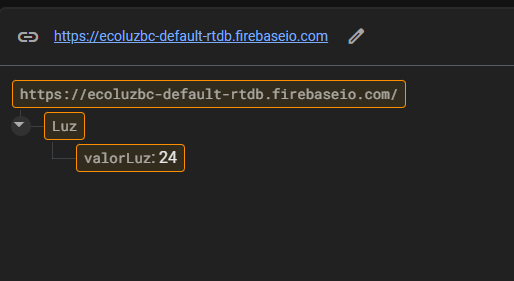 https://ecoluzbc-default-rtdb.firebaseio.com
https://ecoluzbc-default-rtdb.firebaseio.com/
Luz
valorLuz: 24